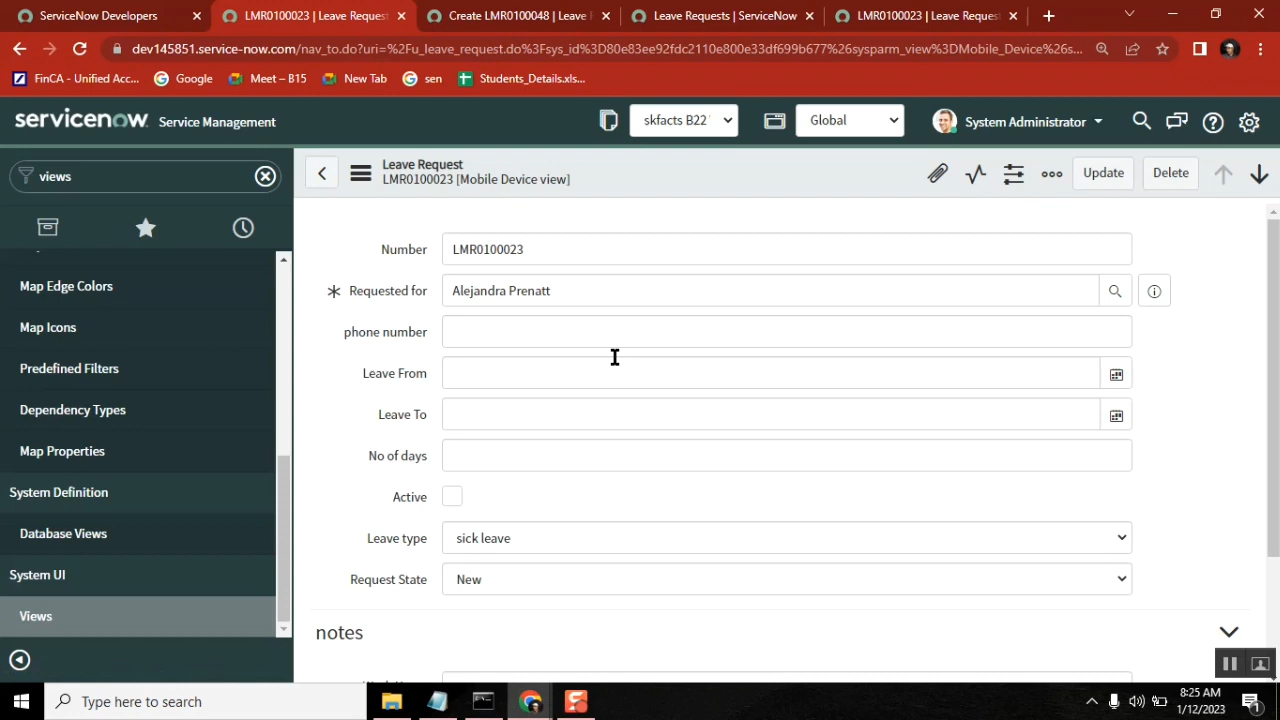 ServiceNow Developers
LMR0100023 | Leave Request
Create LMR0100048 | Leave R
Leave Requests | ServiceNow
LMR0100023 | Leave Request
dev145851.service-now.com/nav_to.do?uri=%2Fu_leave_request.do%3Fsys_id%3D80e83ee92fdc2110e800e33df699b677%26sysparm_view%3DMobile_Device%26s...
FinCA - Unified Acc...
Google
Meet – B15
New Tab
sen
Students_Details.xls...
servicenow. Service Management
skfacts B22
Global
System Administrator
views
Leave Request
LMR0100023 [Mobile Device view]
Update
Delete
Map Edge Colors
Map Icons
Predefined Filters
Dependency Types
Map Properties
System Definition
Database Views
System UI
Views
Number
LMR0100023
Requested for
Alejandra Prenatt
phone number
Leave From
Leave To
No of days
Active
Leave type
sick leave
Request State
New
notes
Type here to search
8:25 AM
1/12/2023
1